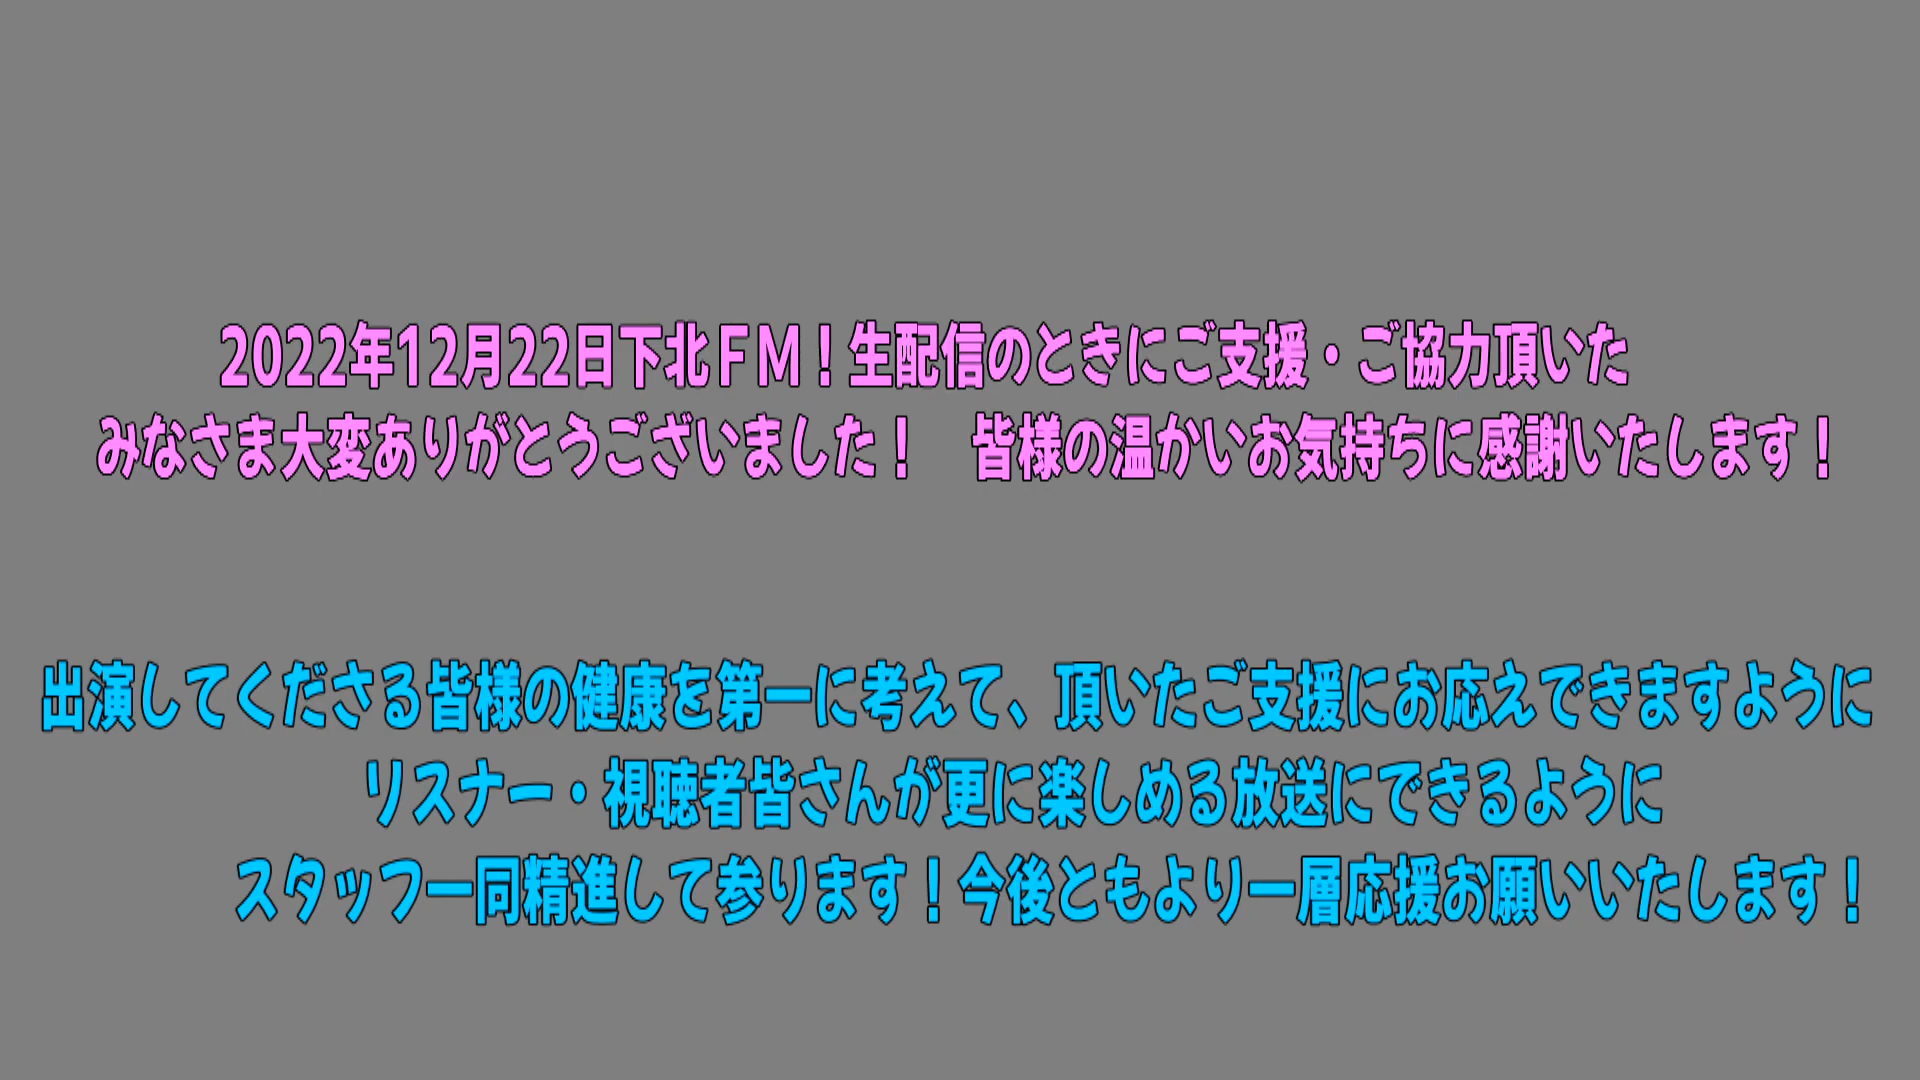 2022年12月22日下北ＦＭ！生配信のときにご支援・ご協力頂いた
みなさま大変ありがとうございました！　皆様の温かいお気持ちに感謝いたします！
出演してくださる皆様の健康を第一に考えて、頂いたご支援にお応えできますように
リスナー・視聴者皆さんが更に楽しめる放送にできるように
スタッフ一同精進して参ります！今後ともより一層応援お願いいたします！